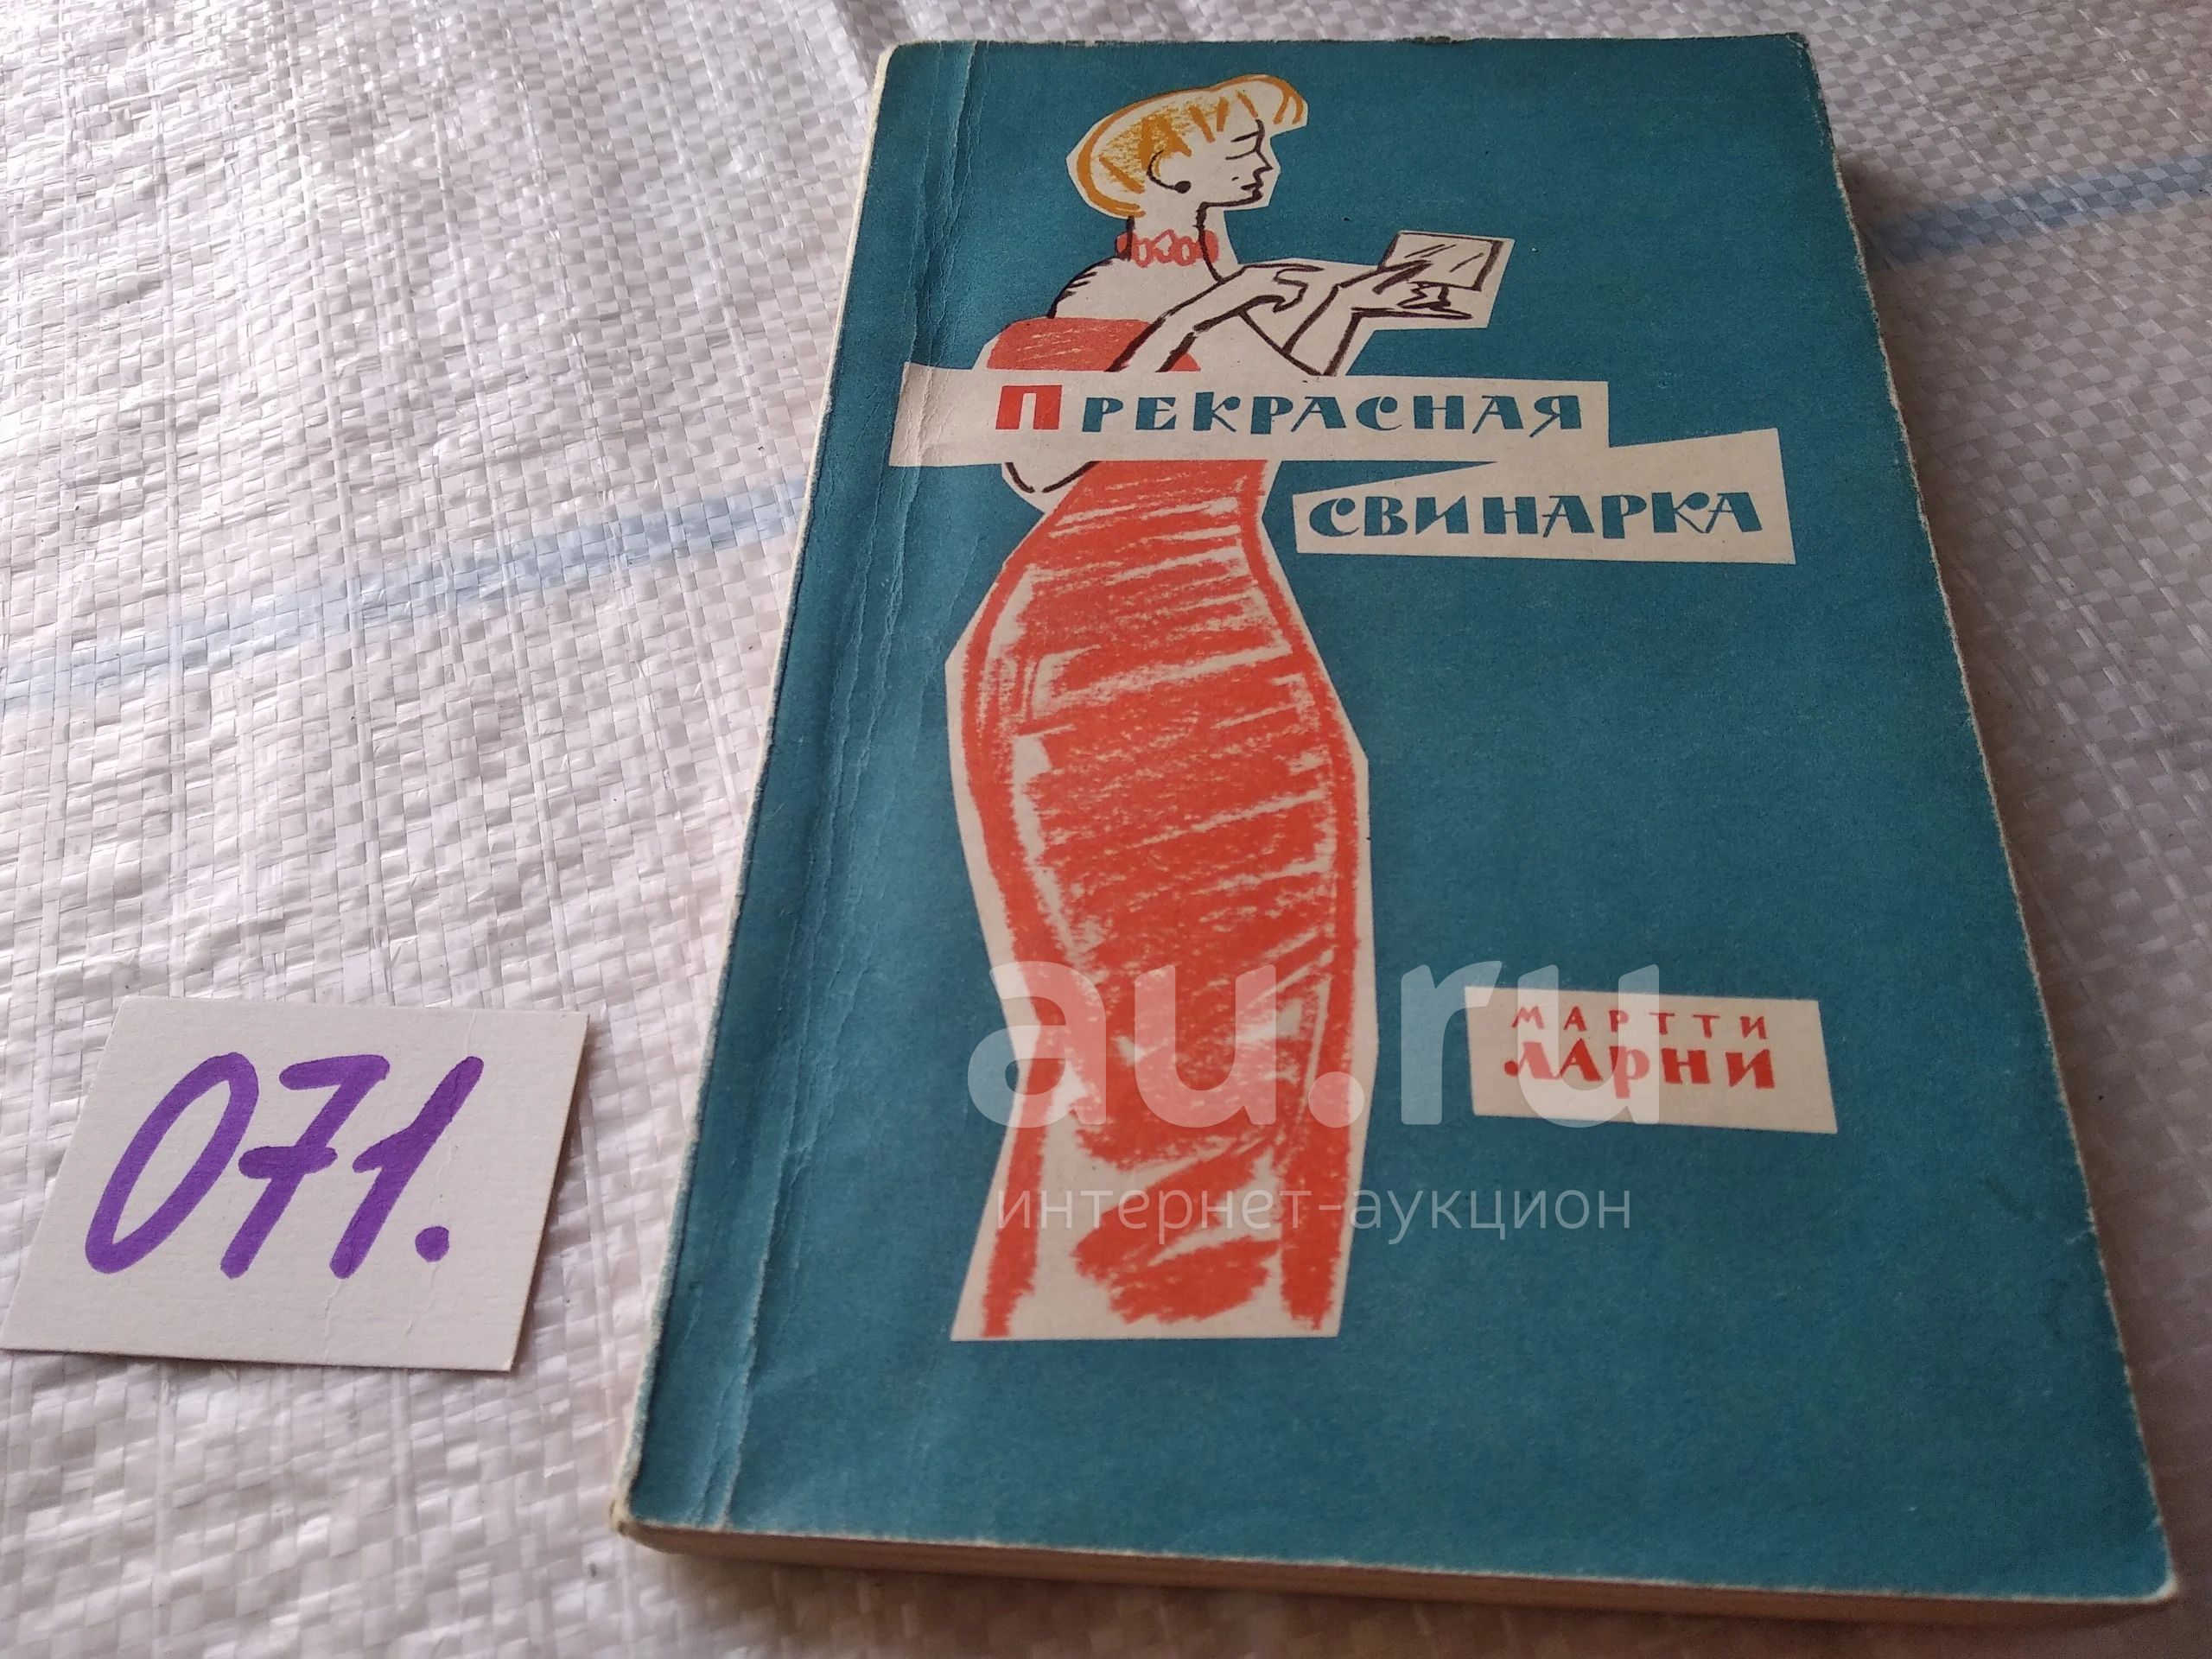 ПРЕКРАСНАЯ
СВИНАРКА
МАРТТИ
ЛАРНИ
au.ru
интернет-аукцион
071.